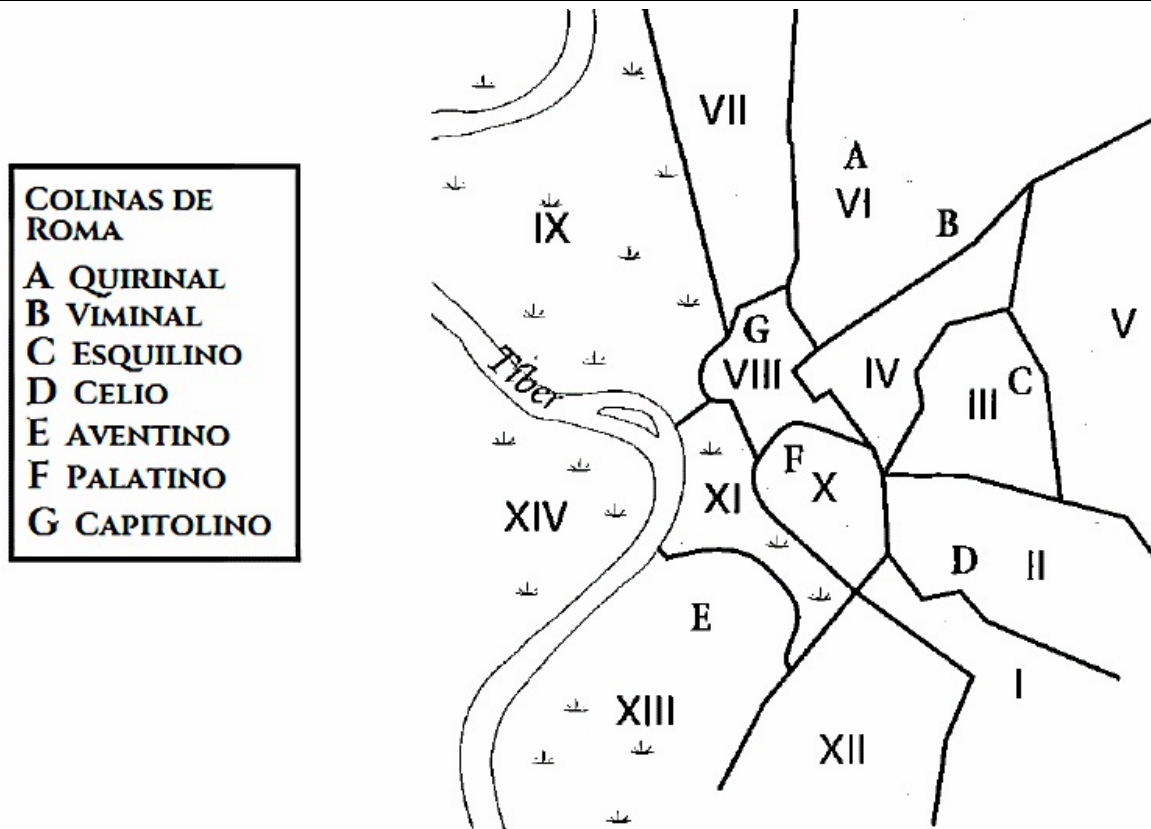 COLINAS DE
ROMA
A QUIRINAL
B VIMINAL
C ESQUILINO
D CELIO
E AVENTINO
F PALATINO
G CAPITOLINO
VII
A
VI
B
IX
G
V
VIII
IV
C
III
Tíber
F
X
XI
XIV
D
II
E
I
XIII
XII